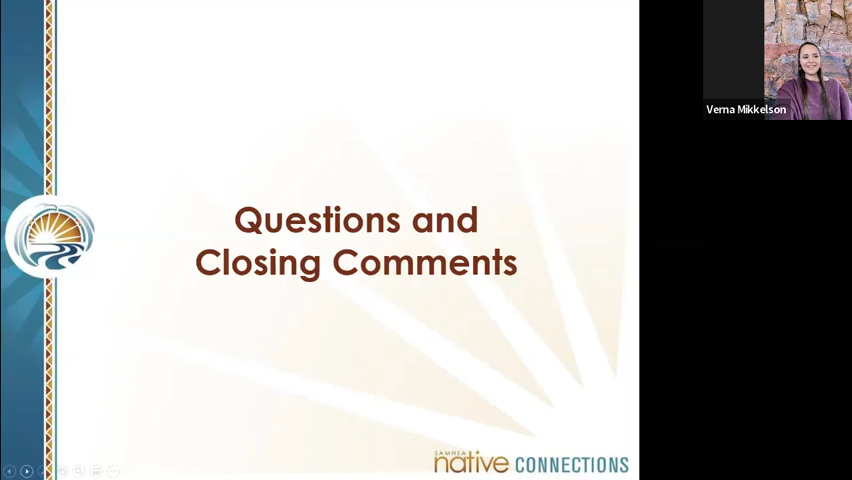 Verna Mikkelson
Questions and
Closing Comments
SAMHSA
native CONNECTIONS